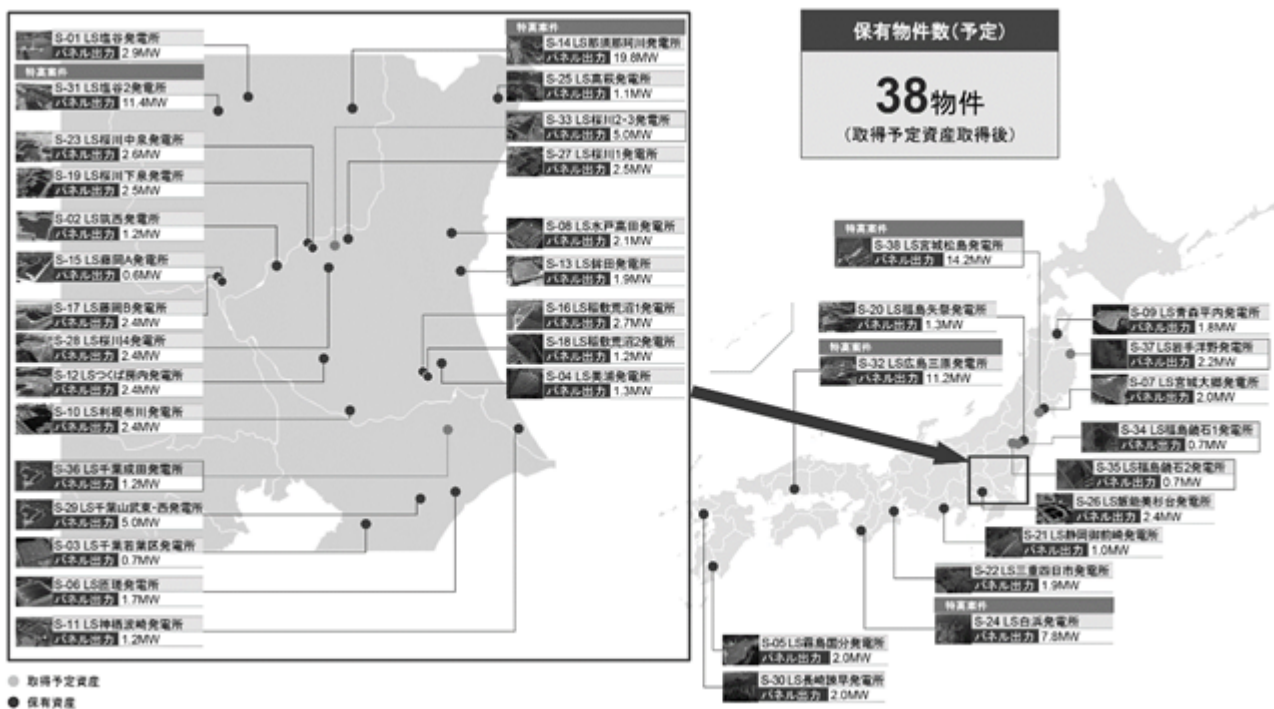 S-01 LS塩谷発電所
パネル出力 2.9MW
特高案件
S-31 LS塩谷2発電所
パネル出力 11.4MW
S-23 LS桜川中泉発電所
パネル出力 2.6MW
S-19 LS桜川下泉発電所
パネル出力 2.5MW
S-02 LS筑西発電所
パネル出力 1.2MW
S-15 LS藤岡A発電所
パネル出力 0.6MW
S-17 LS藤岡B発電所
パネル出力 2.4MW
S-28 LS桜川4発電所
パネル出力 2.4MW
S-12 LSつくば房内発電所
パネル出力 2.4MW
S-10 LS利根布川発電所
パネル出力 2.4MW
S-36 LS千葉成田発電所
パネル出力 1.2MW
S-29 LS千葉山武東・西発電所
パネル出力 5.0MW
S-03 LS千葉若葉区発電所
パネル出力 0.7MW
S-06 LS匝瑳発電所
パネル出力 1.7MW
S-11 LS神栖波崎発電所
パネル出力 1.2MW
特高案件
S-14 LS那須那珂川発電所
パネル出力 19.8MW
S-25 LS高萩発電所
パネル出力 1.1MW
S-33 LS桜川2・3発電所
パネル出力 5.0MW
S-27 LS桜川1発電所
パネル出力 2.5MW
S-08 LS水戸高田発電所
パネル出力 2.1MW
S-13 LS鉾田発電所
パネル出力 1.9MW
S-16 LS稲敷荒沼1発電所
パネル出力 2.7MW
S-18 LS稲敷荒沼2発電所
パネル出力 1.2MW
S-04 LS美浦発電所
パネル出力 1.3MW
取得予定資産
保有資産
保有物件数(予定)
38物件
(取得予定資産取得後)
特高案件
S-38 LS宮城松島発電所
パネル出力 14.2MW
S-20 LS福島矢祭発電所
パネル出力 1.3MW
特高案件
S-32 LS広島三原発電所
パネル出力 11.2MW
S-09 LS青森平内発電所
パネル出力 1.8MW
S-37 LS岩手洋野発電所
パネル出力 2.2MW
S-07 LS宮城大郷発電所
パネル出力 2.0MW
S-34 LS福島鏡石1発電所
パネル出力 0.7MW
S-35 LS福島鏡石2発電所
パネル出力 0.7MW
S-26 LS飯能美杉台発電所
パネル出力 2.4MW
S-21 LS静岡御前崎発電所
パネル出力 1.0MW
S-22 LS三重四日市発電所
パネル出力 1.9MW
特高案件
S-24 LS白浜発電所
パネル出力 7.8MW
S-05 LS霧島国分発電所
パネル出力 2.0MW
S-30 LS長崎諫早発電所
パネル出力 2.0MW